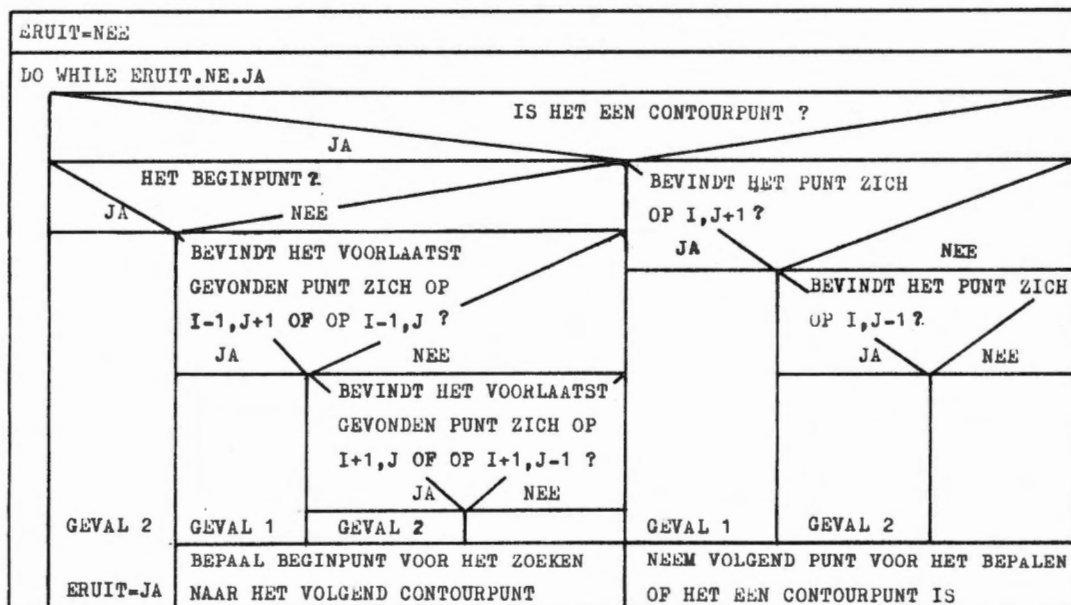 ERUIT=NEE
DO WHILE ERUIT.NE.JA
IS HET EEN CONTOURPUNT ?
JA
HET BEGINPUNT?
JA
NEE
BEVINDT HET PUNT ZICH
OP I,J+1 ?
JA
NEE
BEVINDT HET VOORLAATST
GEVONDEN PUNT ZICH OP
I-1,J+1 OF OP I-1,J ?
JA
NEE
BEVINDT HET PUNT ZICH
OP I,J-1?
JA
NEE
BEVINDT HET VOORLAATST
GEVONDEN PUNT ZICH OP
I+1,J OF OP I+1,J-1 ?
JA
NEE
GEVAL 2
GEVAL 1
GEVAL 2
GEVAL 1
GEVAL 2
ERUIT=JA
BEPAAL BEGINPUNT VOOR HET ZOEKEN
NAAR HET VOLGEND CONTOURPUNT
NEEM VOLGEND PUNT VOOR HET BEPALEN
OF HET EEN CONTOURPUNT IS